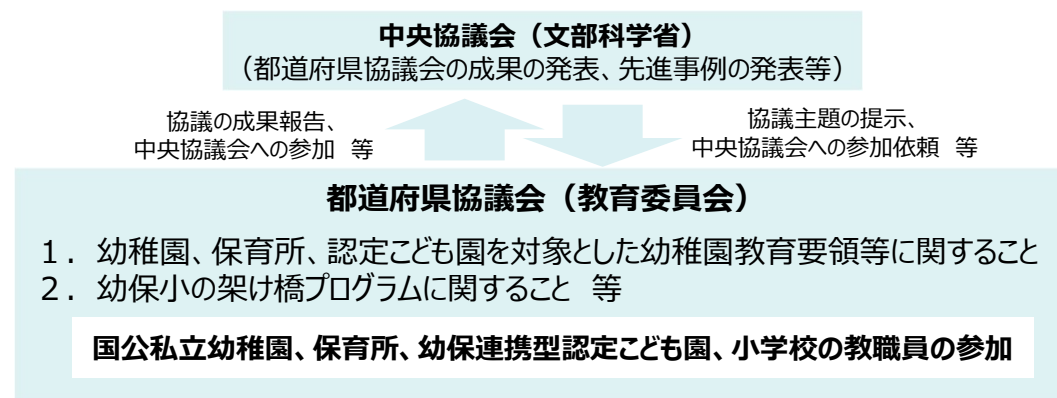 中央協議会（文部科学省）
（都道府県協議会の成果の発表、先進事例の発表等）
協議の成果報告、
中央協議会への参加　等
協議主題の提示、
中央協議会への参加依頼　等
都道府県協議会（教育委員会）
１．幼稚園、保育所、認定こども園を対象とした幼稚園教育要領等に関すること
２．幼保小の架け橋プログラムに関すること　等
国公私立幼稚園、保育所、幼保連携型認定こども園、小学校の教職員の参加